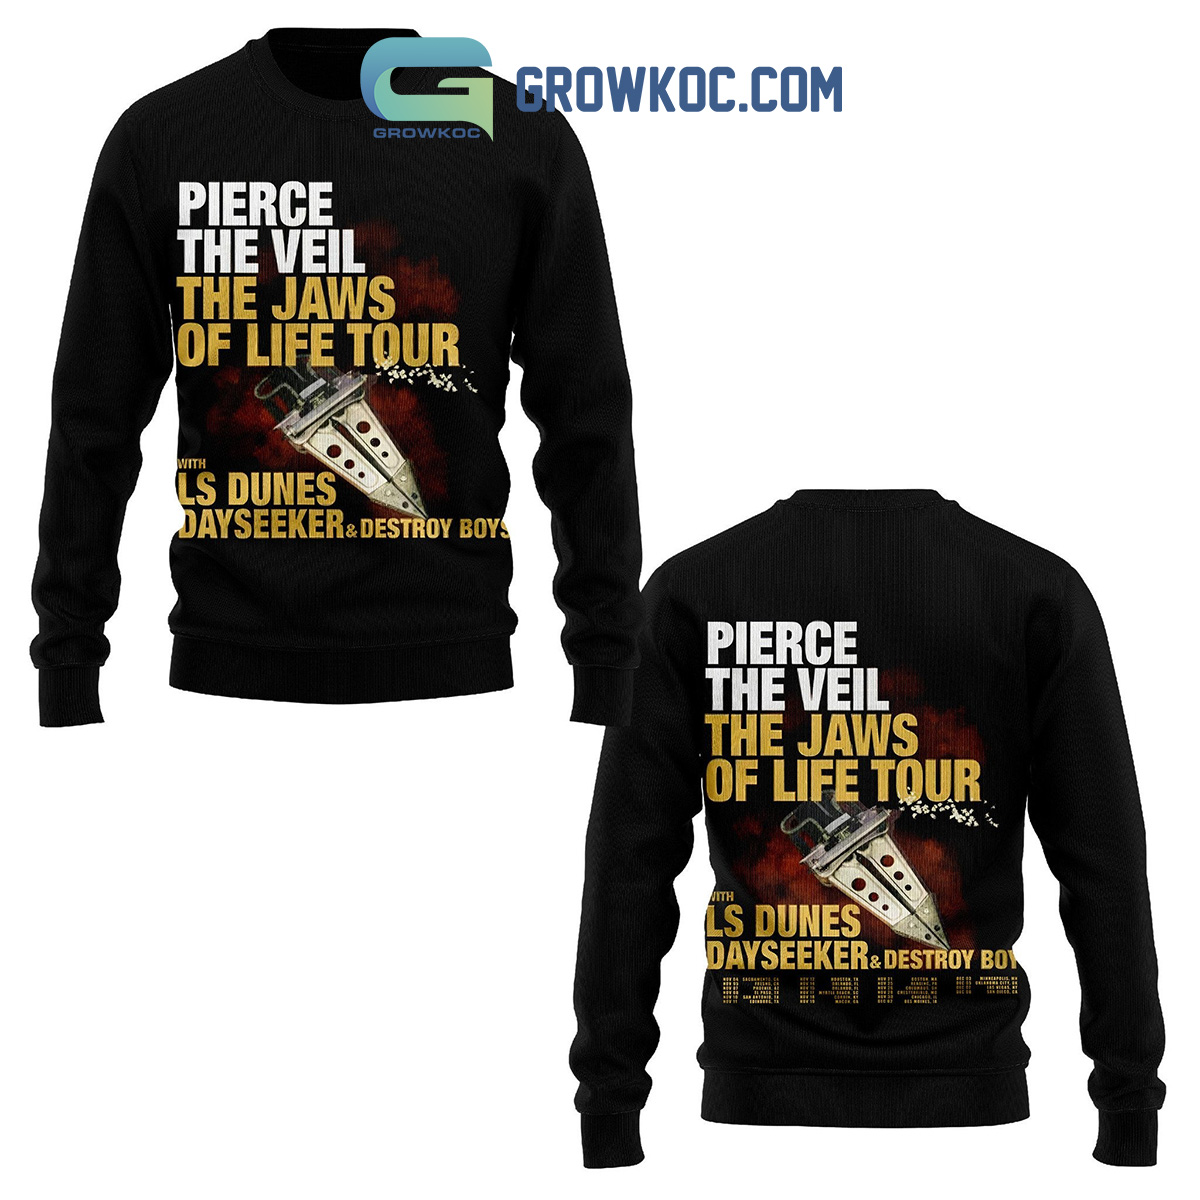 GROWKOC
GROWKOC.COM
PIERCE
THE VEIL
THE JAWS
OF LIFE TOUR
WITH
LS DUNES
DAYSEEKER & DESTROY BOYS
PIERCE
THE VEIL
THE JAWS
OF LIFE TOUR
WITH
LS DUNES
DAYSEEKER & DESTROY BOY